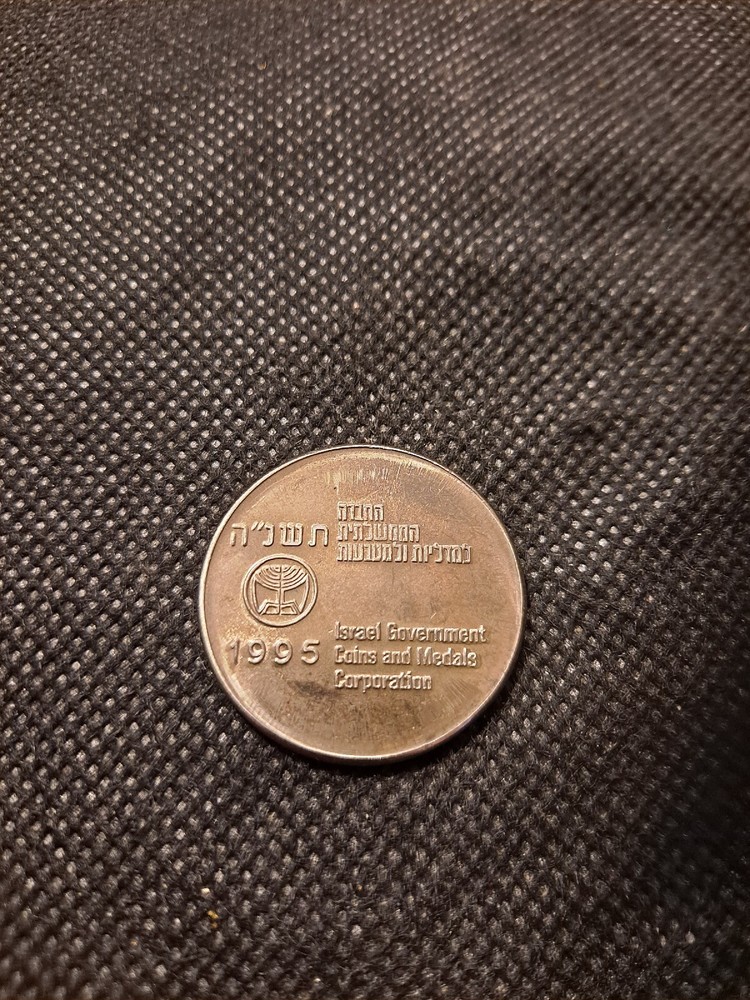 החברה
הממשלתית
למדליות ולמטבעות
תשנ"ה
1995
Israel Government
Coins and Medals
Corporation